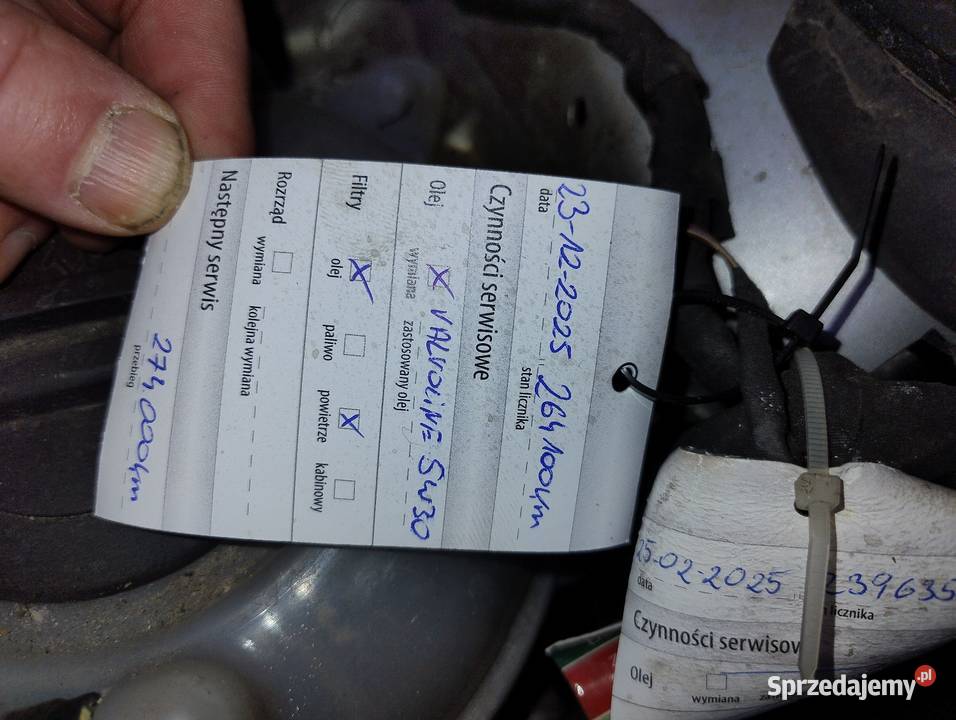 23-12-2025 264100km
data stan licznika
Czynności serwisowe
Olej X VALVOLINE 5W30
wymiana zastosowany olej
Filtry X X
olej paliwo powietrze kabinowy
Rozrząd
wymiana kolejna wymiana
Następny serwis
274000km
przebieg
25-02-2025 239635
data licznika
Czynności serwisow
Olej
wymiana
Sprzedajemy.pl